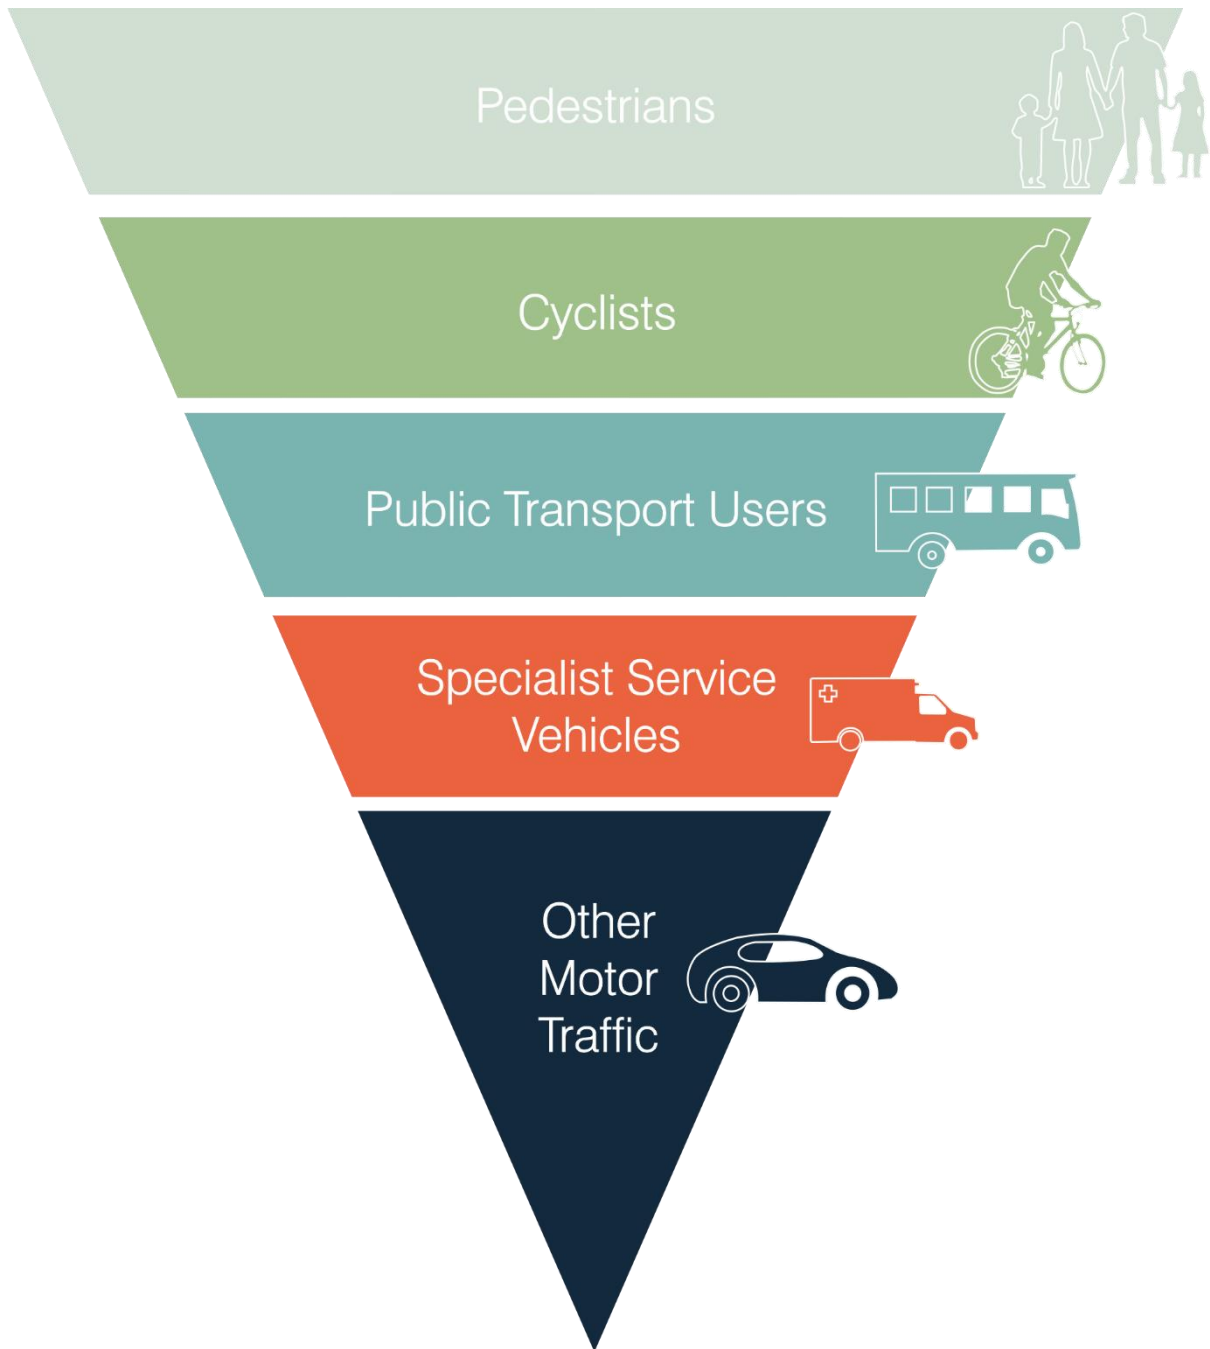 Pedestrians
Cyclists
Public Transport Users
Specialist Service
Vehicles
Other
Motor
Traffic